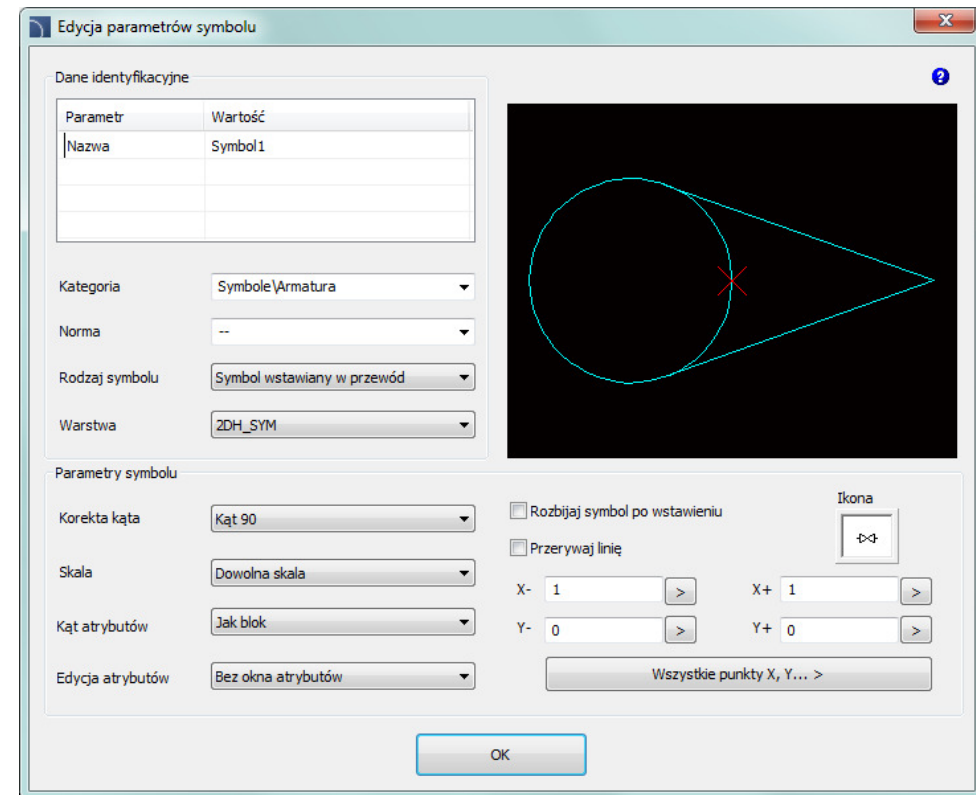 Edycja parametrów symbolu
Dane identyfikacyjne
Parametr Wartość
Nazwa Symbol1
Kategoria Symbole\Armatura
Norma --
Rodzaj symbolu Symbol wstawiany w przewód
Warstwa 2DH_SYM
Parametry symbolu
Korekta kąta Kąt 90
Skala Dowolna skala
Kąt atrybutów Jak blok
Edycja atrybutów Bez okna atrybutów
Rozbijaj symbol po wstawieniu
Przerywaj linię
Ikona
X- 1 > X+ 1 >
Y- 0 > Y+ 0 >
Wszystkie punkty X, Y... >
OK